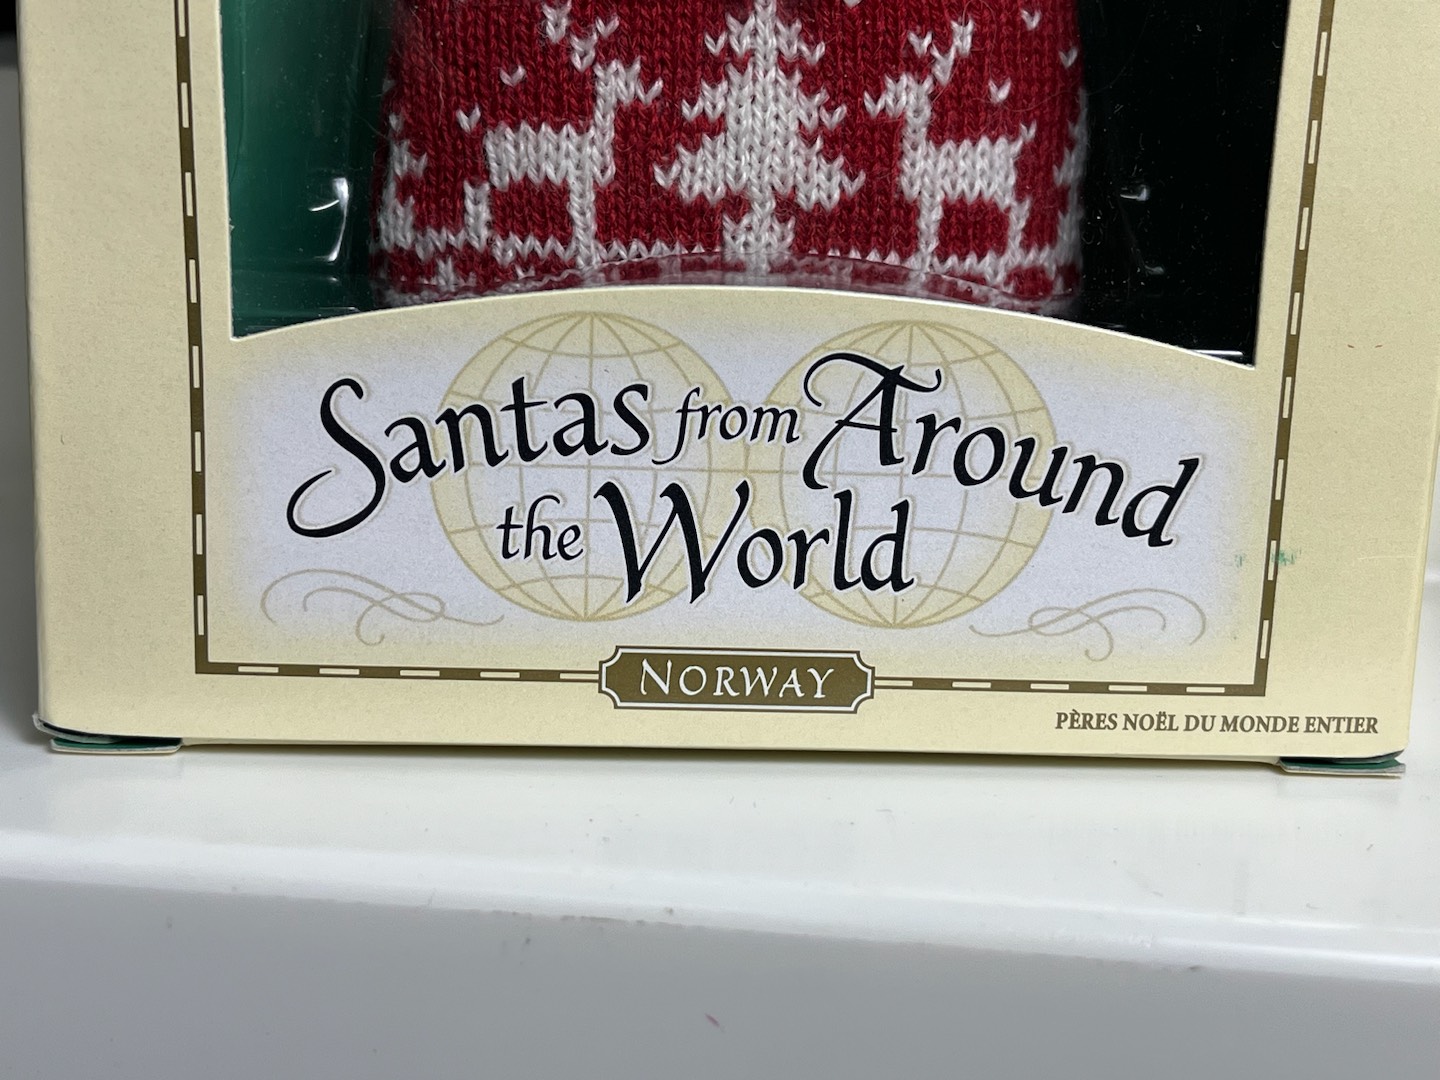 Santas from Around
the World
NORWAY
PÈRES NOËL DU MONDE ENTIER